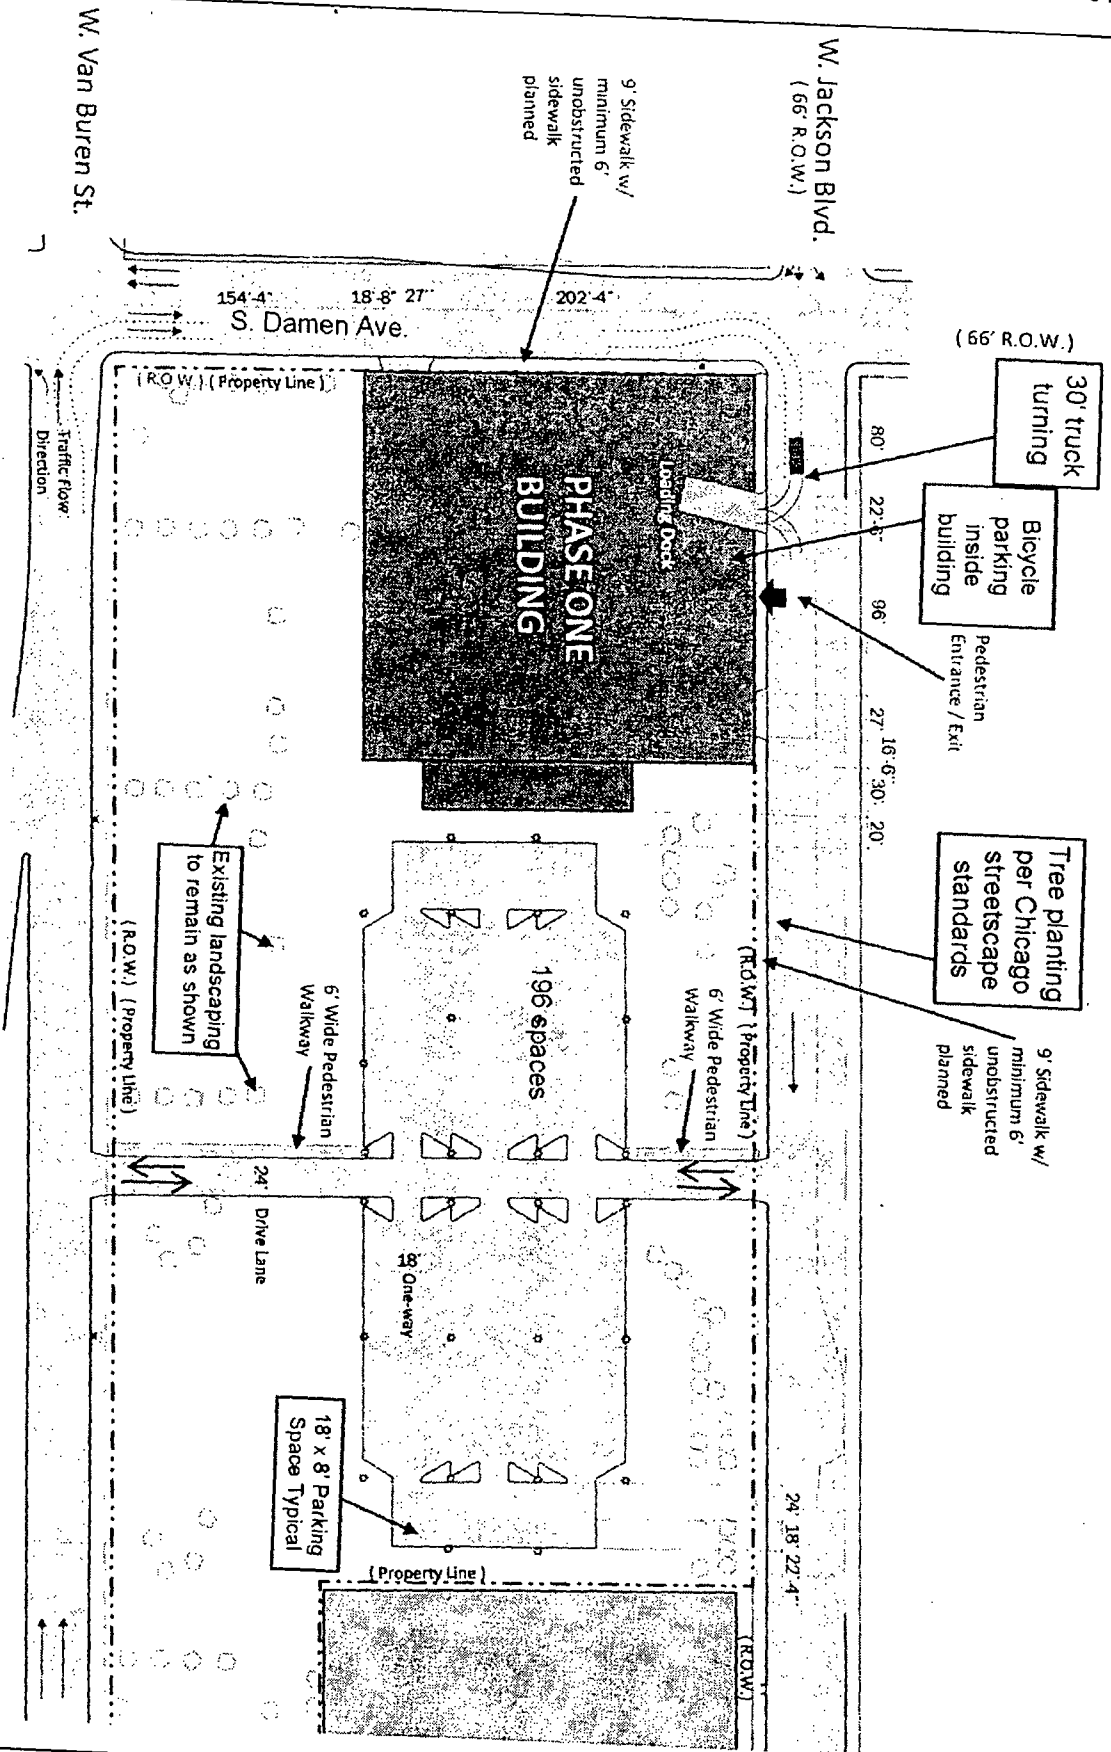 W. Jackson Blvd.
( 66' R.O.W.)
W. Van Buren St.
9' Sidewalk w/
minimum 6'
unobstructed
sidewalk
planned
( 66' R.O.W.)
30' truck
turning
Bicycle
parking
inside
building
Pedestrian
Entrance / Exit
Tree planting
per Chicago
streetscape
standards
9' Sidewalk w/
minimum 6'
unobstructed
sidewalk
planned
154'-4"
18'-8"
27"
202'-4"
S. Damen Ave.
80'
22'-6"
96'
27'
16'-6"
30'
20'
24'
18'
22'-4"
(R.O.W.) (Property Line)
Traffic Flow
Direction
Loading Dock
PHASE ONE
BUILDING
Existing landscaping
to remain as shown
(R.O.W.) (Property Line)
(R.O.W.) (Property Line)
196 spaces
6' Wide Pedestrian
Walkway
6' Wide Pedestrian
Walkway
24' Drive Lane
18'
One-way
18' x 8' Parking
Space Typical
(Property Line)
(R.O.W.)